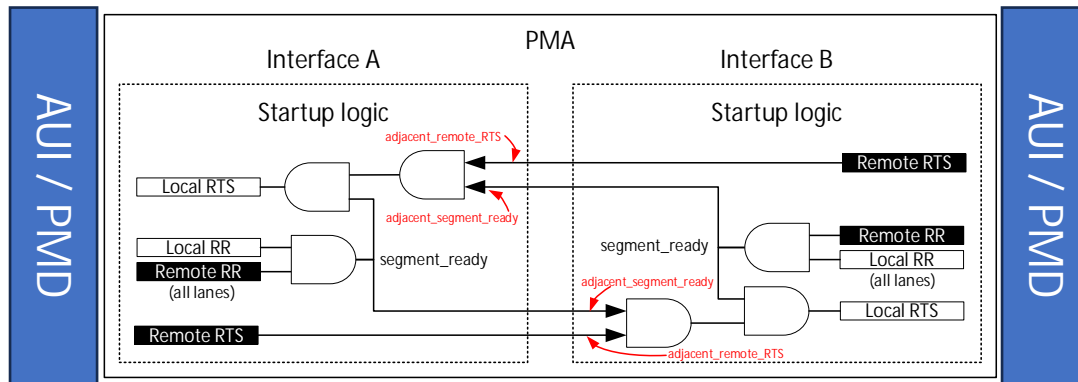 AUI / PMD
PMA
Interface A
Startup logic
adjacent_remote_RTS
Local RTS
adjacent_segment_ready
Local RR
Remote RR
(all lanes)
segment_ready
Remote RTS
Interface B
Startup logic
Remote RTS
segment_ready
Remote RR
Local RR
(all lanes)
adjacent_segment_ready
Local RTS
adjacent_remote_RTS
AUI / PMD